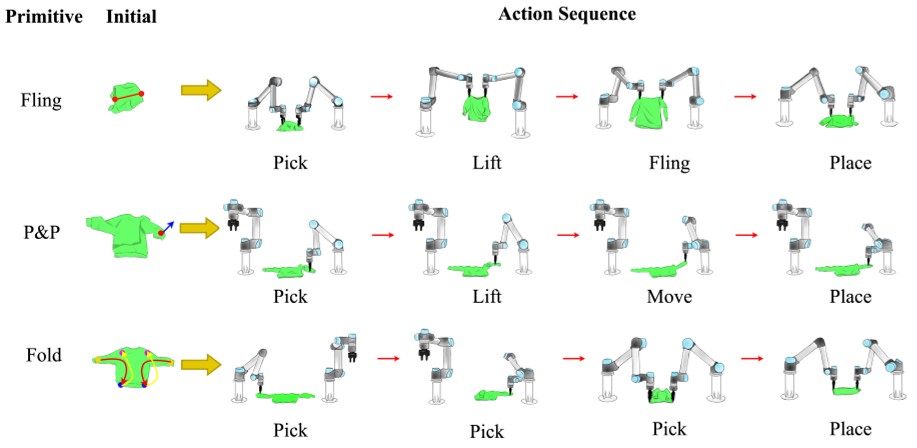 Primitive Initial Action Sequence
Fling
Pick Lift Fling Place
P&P
Pick Lift Move Place
Fold
Pick Pick Pick Place